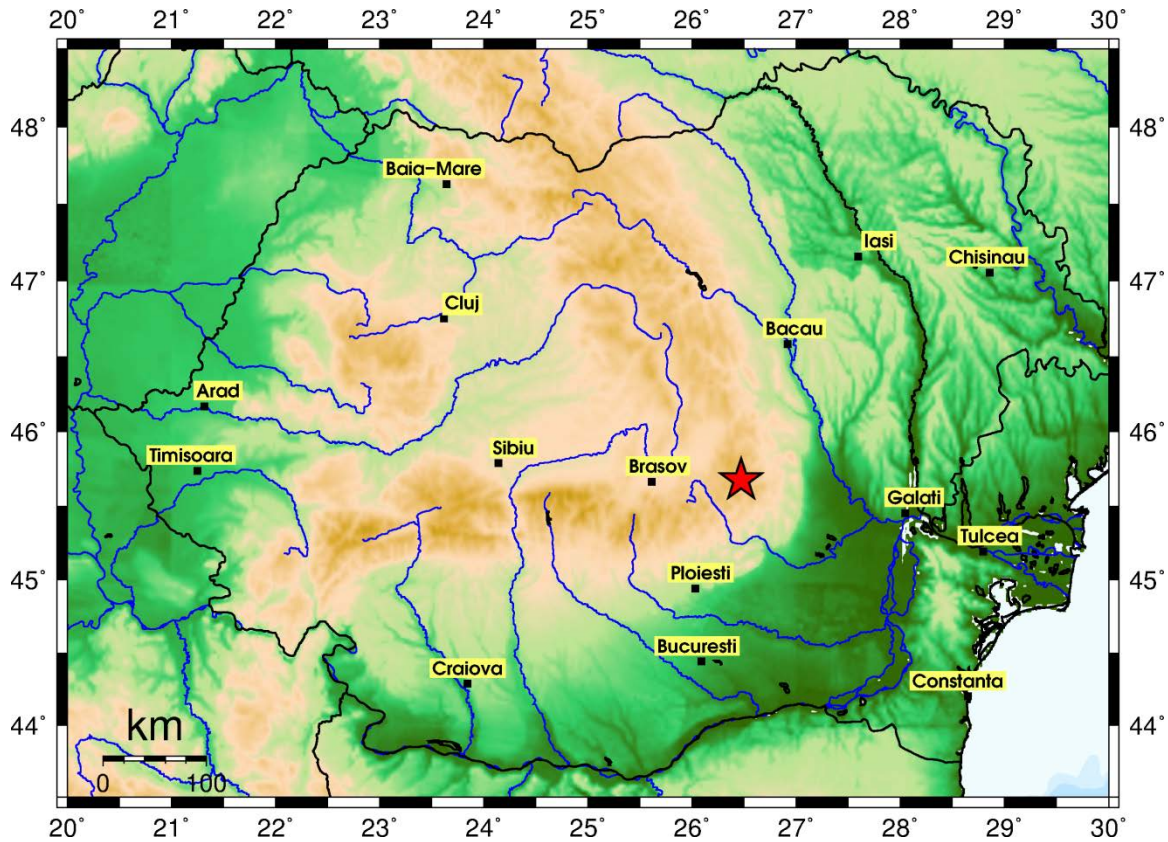 20° 21° 22° 23° 24° 25° 26° 27° 28° 29° 30°
48° 48°
Baia-Mare
Iasi
Chisinau
47° 47°
Cluj
Bacau
Arad
46° 46°
Timisoara
Sibiu
Brasov
Galati
Tulcea
45° 45°
Ploiesti
Bucuresti
Craiova
Constanta
44° 44°
km
0 100
20° 21° 22° 23° 24° 25° 26° 27° 28° 29° 30°